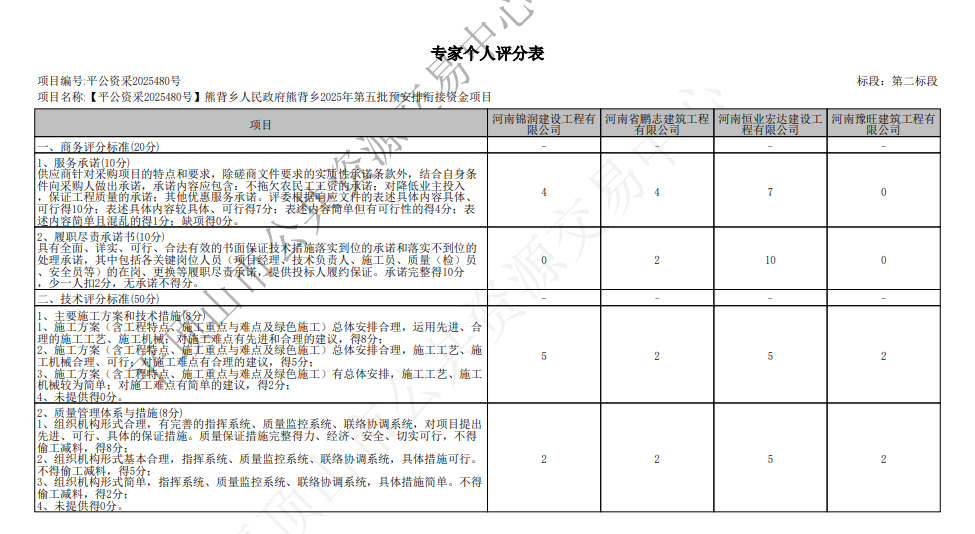 专家个人评分表
项目编号:平公资采2025480号
标段：第二标段
项目名称:【平公资采2025480号】熊背乡人民政府熊背乡2025年第五批预安排衔接资金项目
项目
河南锦润建设工程有
限公司
河南省鹏志建筑工程
有限公司
河南恒业宏达建设工
程有限公司
河南豫旺建筑工程有
限公司
一、商务评分标准(20分)
-
-
-
-
1、服务承诺(10分)
供应商针对采购项目的特点和要求，除磋商文件要求的实质性承诺条款外，结合自身条
件向采购人做出承诺，承诺内容应包含：不拖欠农民工工资的承诺；对降低业主投入
，保证工程质量的承诺；其他优惠服务承诺。评委根据响应文件的表述具体内容具体、
可行得10分；表述具体内容较具体、可行得7分；表述内容简单但有可行性的得4分；表
述内容简单且混乱的得1分；缺项得0分。
4
4
7
0
2、履职尽责承诺书(10分)
具有全面、详实、可行、合法有效的书面保证技术措施落实到位的承诺和落实不到位的
处理承诺，其中包括各关键岗位人员（项目经理、技术负责人、施工员、质量（检）员
、安全员等）的在岗、更换等履职尽责承诺，提供投标人履约保证。承诺完整得10分
，少一人扣2分，无承诺不得分。
0
2
10
0
二、技术评分标准(50分)
-
-
-
-
1、主要施工方案和技术措施(8分)
1、施工方案（含工程特点、施工重点与难点及绿色施工）总体安排合理，运用先进、合
理的施工工艺、施工机械；对施工难点有先进和合理的建议，得8分；
2、施工方案（含工程特点、施工重点与难点及绿色施工）总体安排合理，施工工艺、施
工机械合理、可行；对施工难点有合理的建议，得5分；
3、施工方案（含工程特点、施工重点与难点及绿色施工）有总体安排，施工工艺、施工
机械较为简单；对施工难点有简单的建议，得2分；
4、未提供得0分。
5
2
5
2
2、质量管理体系与措施(8分)
1、组织机构形式合理，有完善的指挥系统、质量监控系统、联络协调系统，对项目提出
先进、可行、具体的保证措施。质量保证措施完整得力、经济、安全、切实可行，不得
偷工减料，得8分；
2、组织机构形式基本合理，指挥系统、质量监控系统、联络协调系统，具体措施可行。
不得偷工减料，得5分；
3、组织机构形式简单，指挥系统、质量监控系统、联络协调系统，具体措施简单。不得
偷工减料，得2分；
4、未提供得0分。
2
2
5
2
平顶山市公共资源交易中心
平顶山市公共资源交易中心